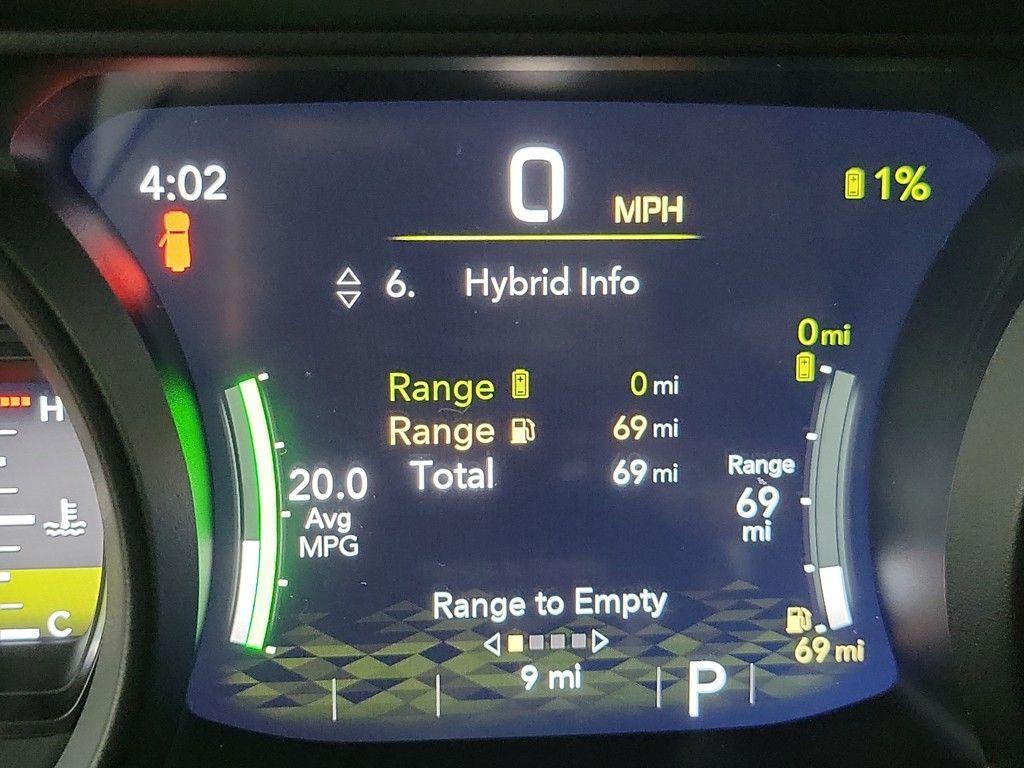 4:02
0 MPH
1%
6. Hybrid Info
0 mi
Range 0 mi
Range 69 mi
Total 69 mi
20.0
Avg
MPG
Range
69
mi
H
C
Range to Empty
69 mi
9 mi
P